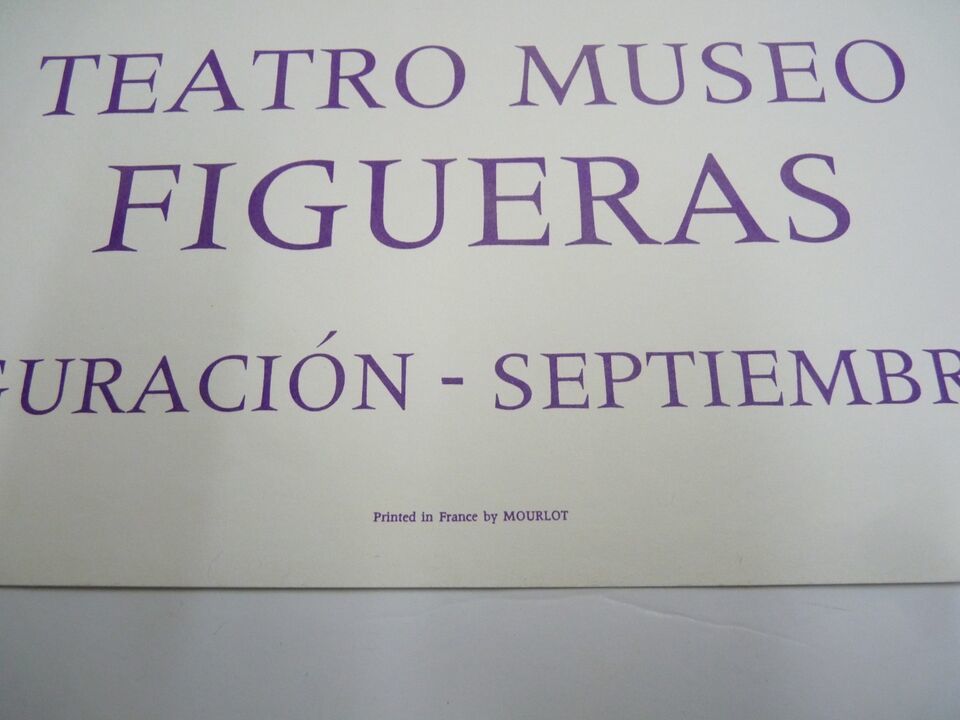 TEATRO MUSEO
FIGUERAS
GURACIÓN - SEPTIEMBR
Printed in France by MOURLOT